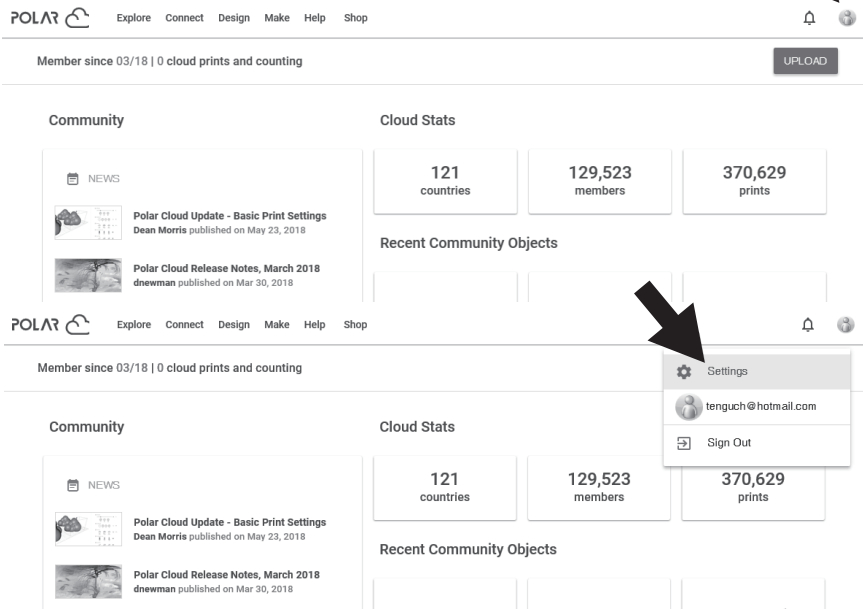 POLAR Explore Connect Design Make Help Shop
Member since 03/18 | 0 cloud prints and counting UPLOAD
Community Cloud Stats
NEWS
121 129,523 370,629
countries members prints
Polar Cloud Update - Basic Print Settings
Dean Morris published on May 23, 2018
Recent Community Objects
Polar Cloud Release Notes, March 2018
dnewman published on Mar 30, 2018
POLAR Explore Connect Design Make Help Shop
Member since 03/18 | 0 cloud prints and counting
Settings
tenguch@hotmail.com
Sign Out
Community Cloud Stats
NEWS
121 129,523 370,629
countries members prints
Polar Cloud Update - Basic Print Settings
Dean Morris published on May 23, 2018
Recent Community Objects
Polar Cloud Release Notes, March 2018
dnewman published on Mar 30, 2018